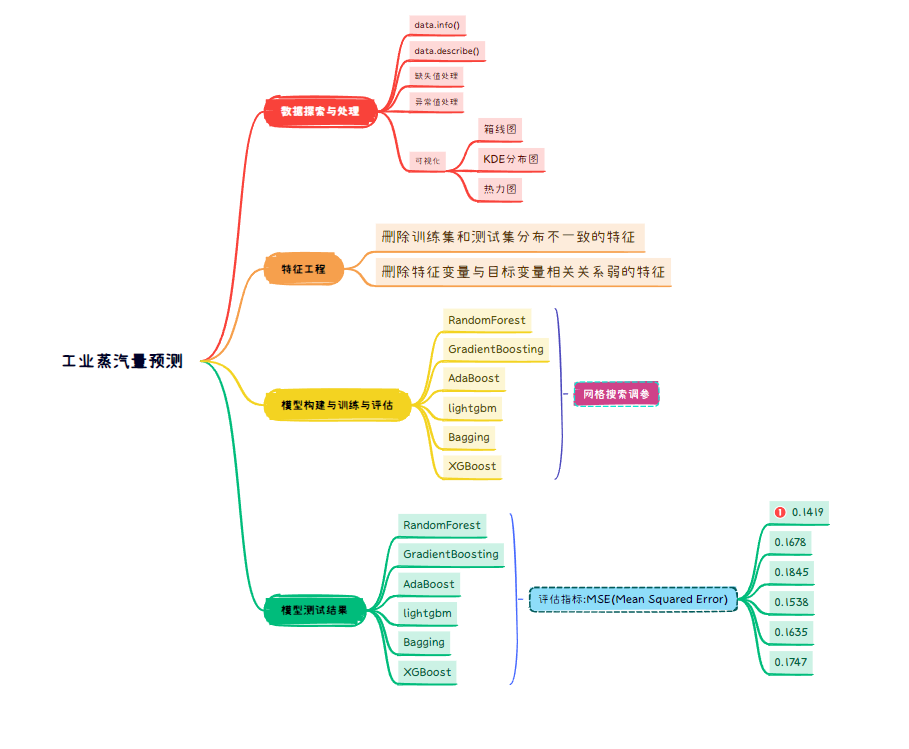 工业蒸汽量预测
数据探索与处理
data.info()
data.describe()
缺失值处理
异常值处理
可视化
箱线图
KDE分布图
热力图
特征工程
删除训练集和测试集分布不一致的特征
删除特征变量与目标变量相关关系弱的特征
模型构建与训练与评估
RandomForest
GradientBoosting
AdaBoost
lightgbm
Bagging
XGBoost
网格搜索调参
模型测试结果
RandomForest
GradientBoosting
AdaBoost
lightgbm
Bagging
XGBoost
评估指标:MSE(Mean Squared Error)
1 0.1419
0.1678
0.1845
0.1538
0.1635
0.1747